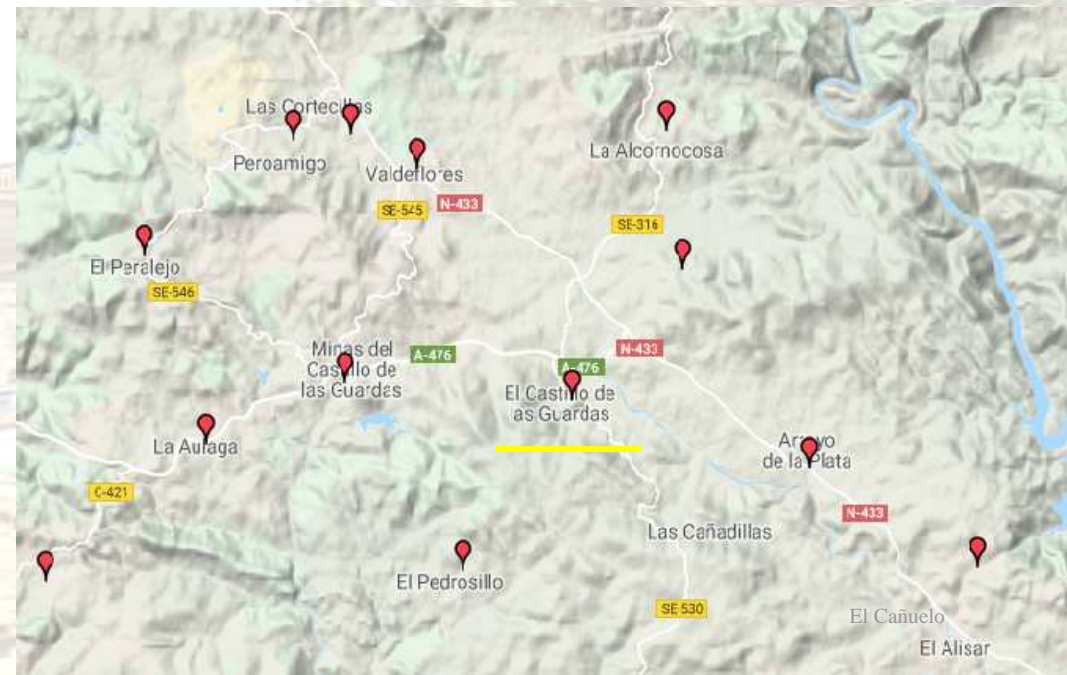 Las Cortecillas
Peroamigo
Valdeflores
La Alcornocosa
SE-545
N-433
SE-316
El Peralejo
SE-546
Minas del
Castillo de
las Guardas
A-476
N-433
A-476
El Castillo de
las Guardas
La Aulaga
Arroyo
de la Plata
C-421
N-433
Las Cañadillas
El Pedrosillo
SE 530
El Cañuelo
El Alisar